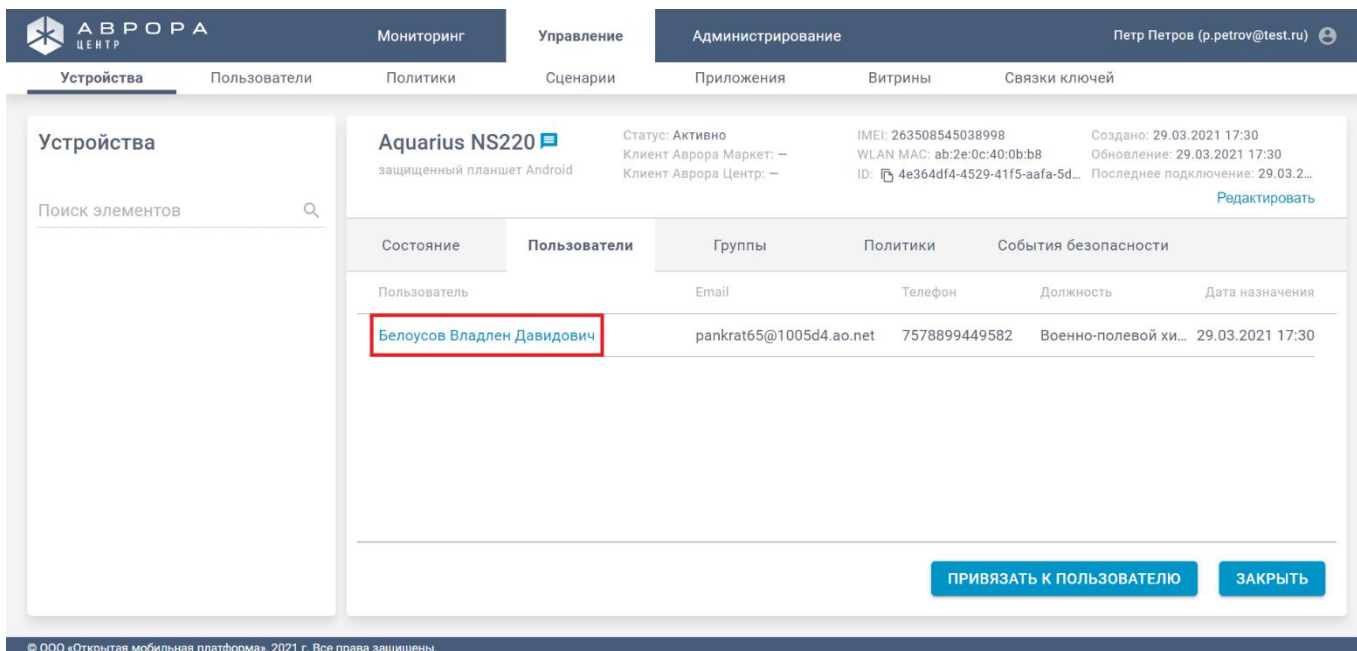 АВРОРА
ЦЕНТР
Мониторинг Управление Администрирование Петр Петров (p.petrov@test.ru)
Устройства Пользователи Политики Сценарии Приложения Витрины Связки ключей
Устройства
Поиск элементов
Aquarius NS220
защищенный планшет Android
Статус: Активно
Клиент Аврора Маркет: —
Клиент Аврора Центр: —
IMEI: 263508545038998
WLAN MAC: ab:2e:0c:40:0b:b8
ID: 4e364df4-4529-41f5-aafa-5d...
Создано: 29.03.2021 17:30
Обновление: 29.03.2021 17:30
Последнее подключение: 29.03.2...
Редактировать
Состояние Пользователи Группы Политики События безопасности
Пользователь Email Телефон Должность Дата назначения
Белоусов Владлен Давидович pankrat65@1005d4.ao.net 7578899449582 Военно-полевой хи... 29.03.2021 17:30
ПРИВЯЗАТЬ К ПОЛЬЗОВАТЕЛЮ ЗАКРЫТЬ
© ООО «Открытая мобильная платформа», 2021 г. Все права защищены.